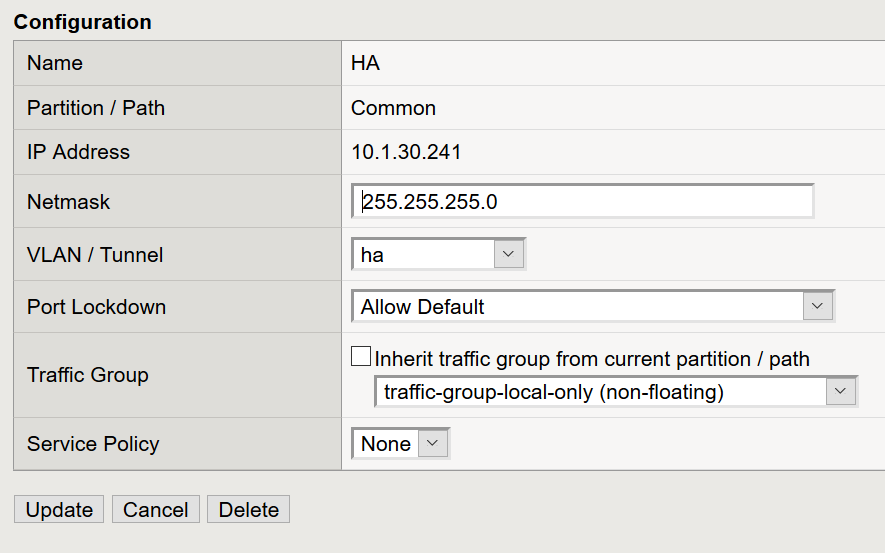 Configuration
Name HA
Partition / Path Common
IP Address 10.1.30.241
Netmask 255.255.255.0
VLAN / Tunnel ha
Port Lockdown Allow Default
Traffic Group Inherit traffic group from current partition / path
traffic-group-local-only (non-floating)
Service Policy None
Update Cancel Delete